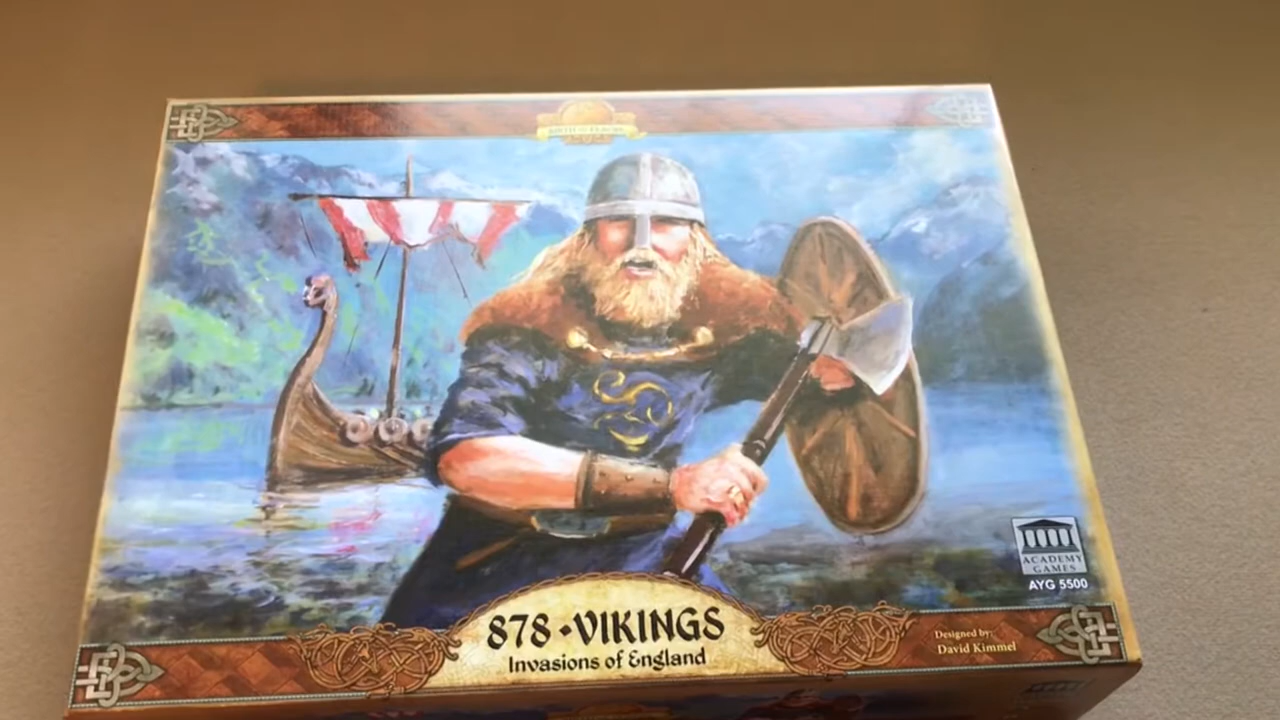 878 • VIKINGS
Invasions of England
ACADEMY
GAMES
AYG 5500
Designed by:
David Kimmel